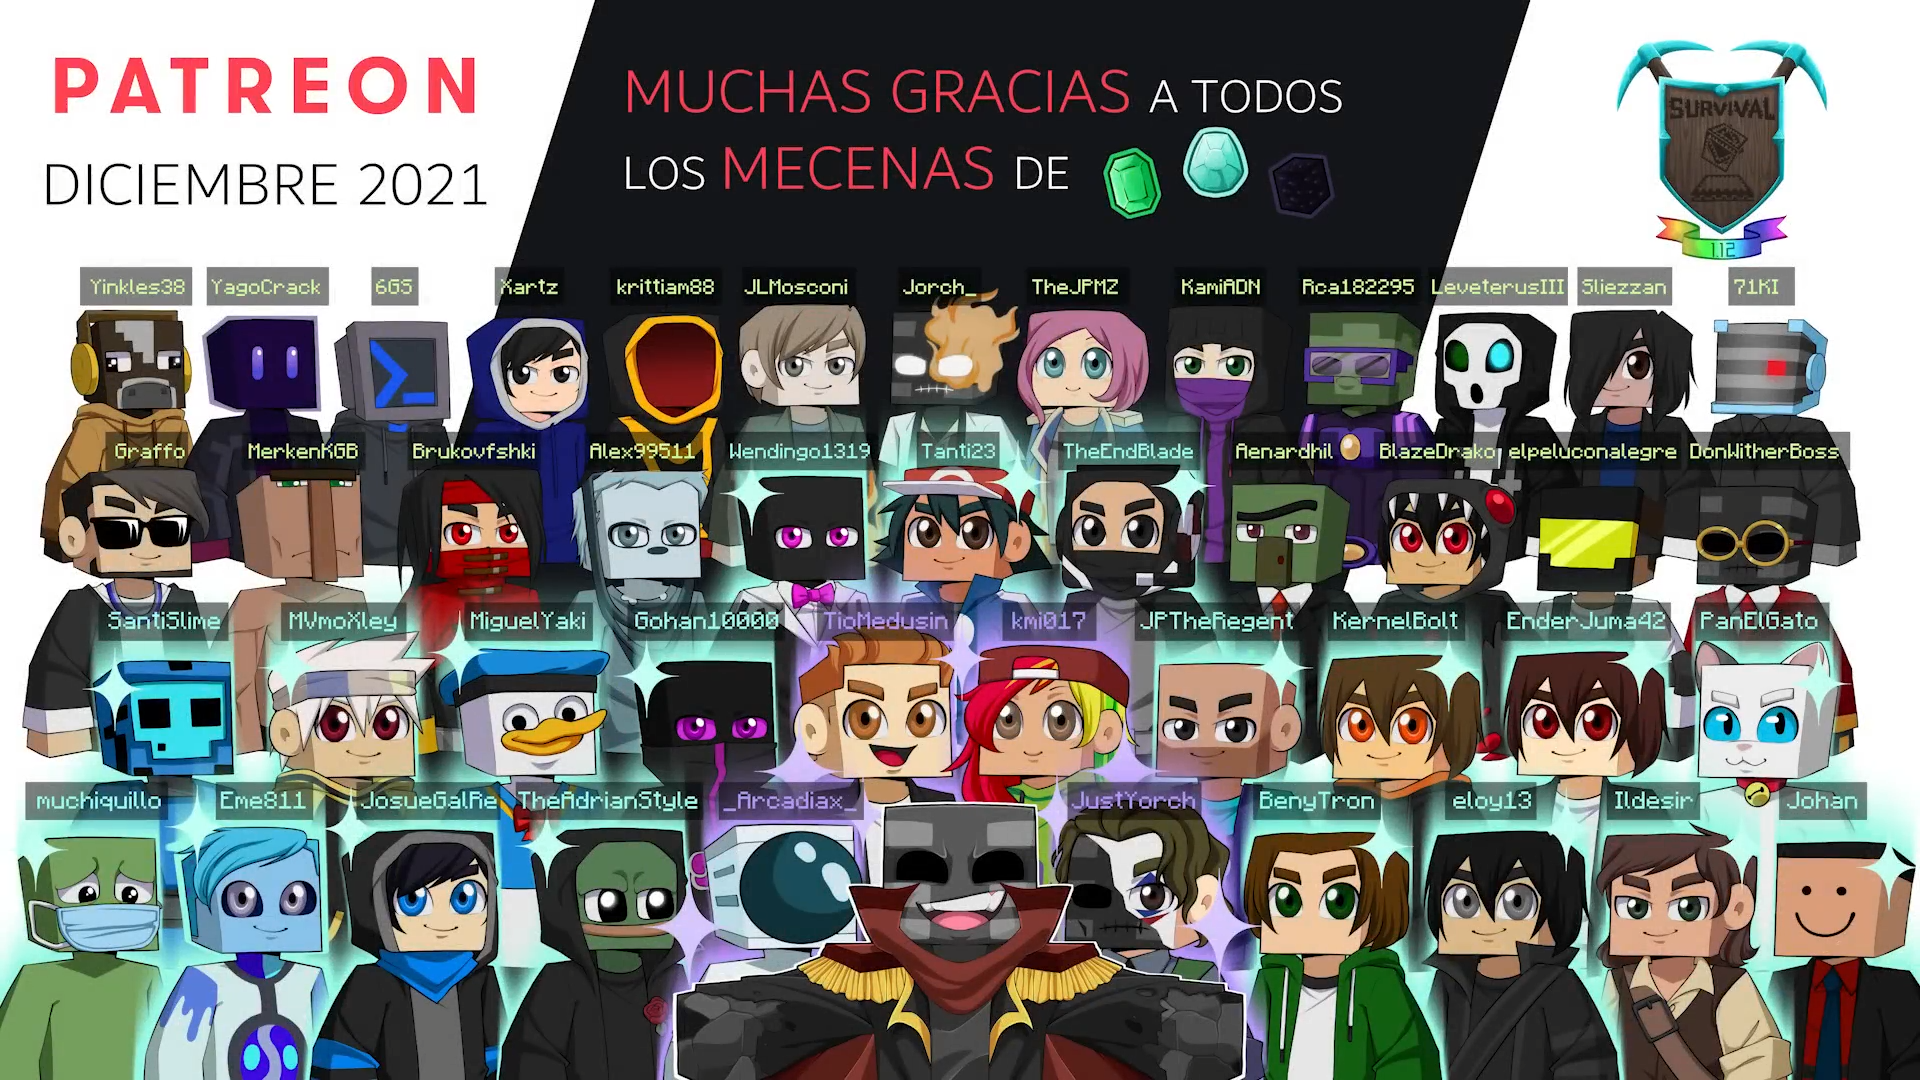 PATREON
DICIEMBRE 2021
MUCHAS GRACIAS A TODOS
LOS MECENAS DE
SURVIVAL
1.12
Yinkles38 YagoCrack 6G5 Xartz krittiam88 JLMosconi Jorch_ TheJPMZ KamiADN Rca182295 LeveterusIII Sliezzan 71KI
Graffo MerkenKGB Brukovfshki Alex99511 Wendingo1319 Tanti23 TheEndBlade Aenardhil BlazeDrako elpeluconalegre DonWitherBoss
SantiSlime MVmoXley MiguelYaki Gohan10000 TioMedusin kmi017 JPTheRegent KernelBolt EnderJuma42 PanElGato
muchiquillo Eme811 JosueGalRe TheAdrianStyle _Arcadiax_ JustYorch BenyTron eloy13 Ildesir Johan